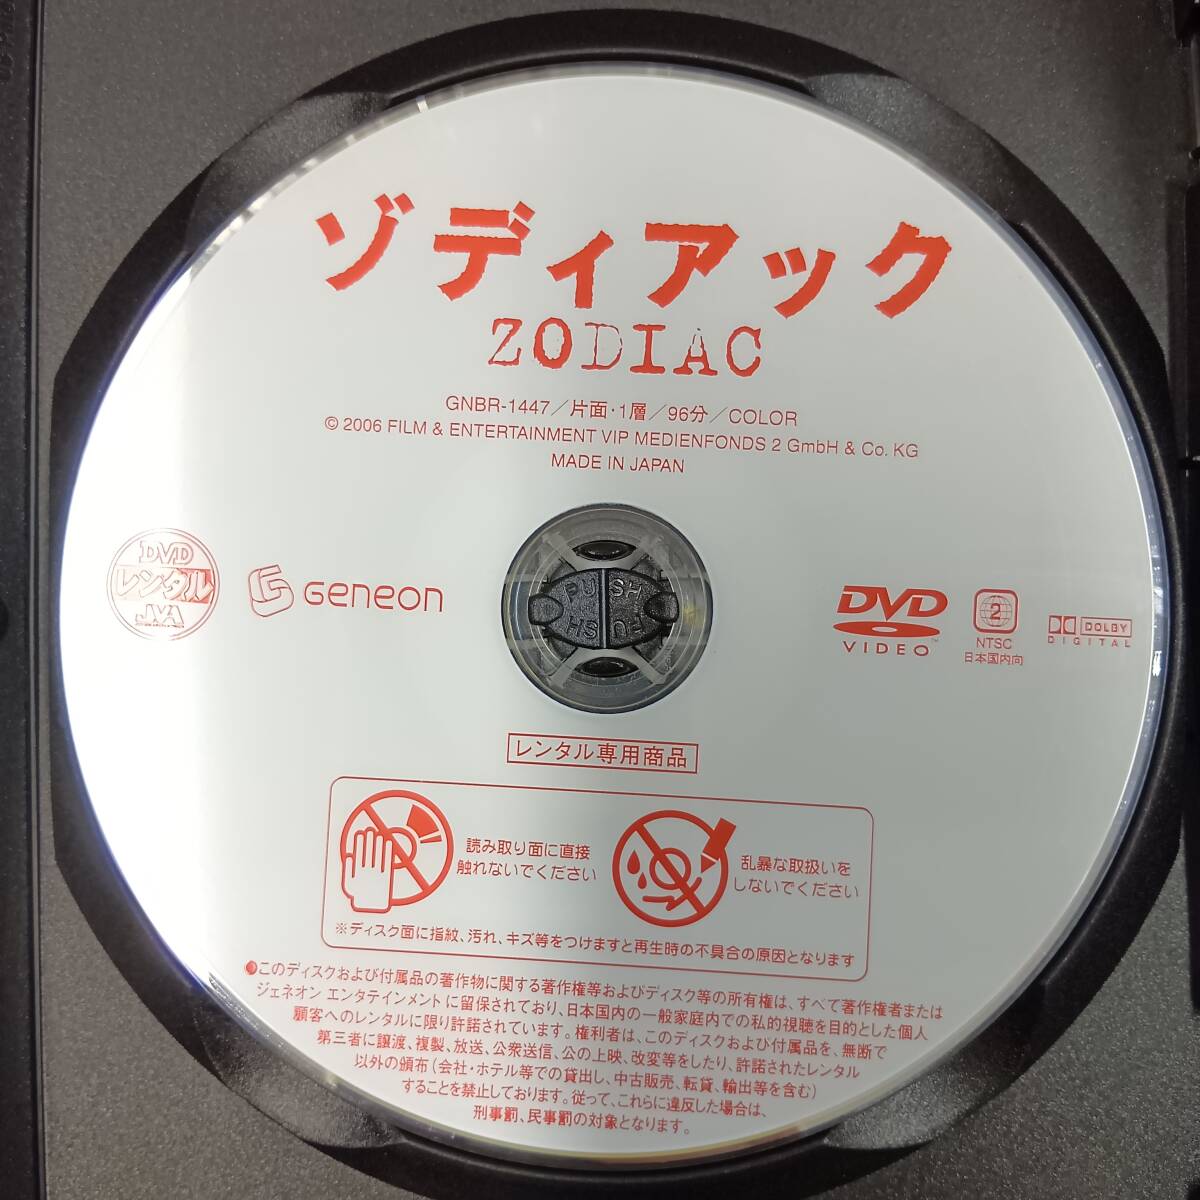 ゾディアック
ZODIAC
GNBR-1447／片面・1層／96分／COLOR
© 2006 FILM & ENTERTAINMENT VIP MEDIENFONDS 2 GmbH & Co. KG
MADE IN JAPAN
DVD
レンタル
JVA
Geneon
PUSH
PUSH
DVD
VIDEO™
2
NTSC
日本国内向
DOLBY
DIGITAL
レンタル専用商品
読み取り面に直接
触れないでください
乱暴な取扱いを
しないでください
※ディスク面に指紋、汚れ、キズ等をつけますと再生時の不具合の原因となります
●このディスクおよび付属品の著作物に関する著作権等およびディスク等の所有権は、すべて著作権者または
ジェネオン エンタテインメントに留保されており、日本国内の一般家庭内での私的視聴を目的とした個人
顧客へのレンタルに限り許諾されています。権利者は、このディスクおよび付属品を、無断で
第三者に譲渡、複製、放送、公衆送信、公の上映、改変等をしたり、許諾されたレンタル
以外の頒布（会社・ホテル等での貸出し、中古販売、転貸、輸出等を含む）
することを禁止しております。従って、これらに違反した場合は、
刑事罰、民事罰の対象となります。